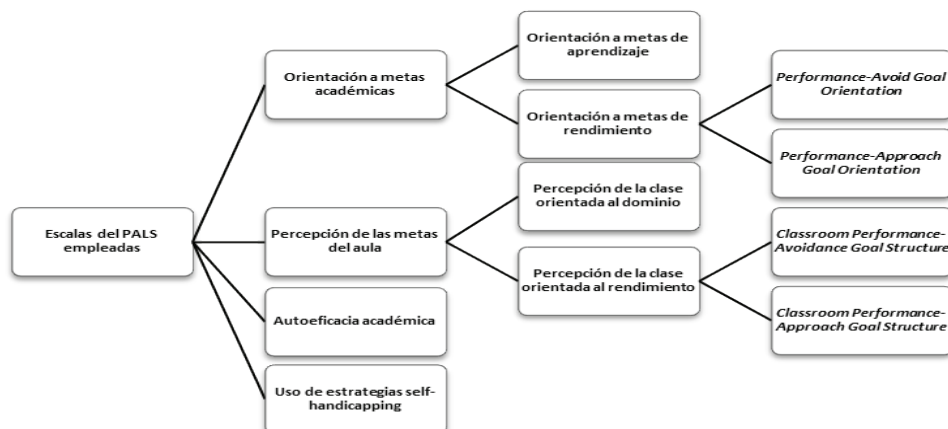 Escalas del PALS
empleadas
Orientación a metas
académicas
Orientación a metas de
aprendizaje
Orientación a metas de
rendimiento
Performance-Avoid Goal
Orientation
Performance-Approach
Goal Orientation
Percepción de las metas
del aula
Percepción de la clase
orientada al dominio
Percepción de la clase
orientada al rendimiento
Classroom Performance-
Avoidance Goal Structure
Classroom Performance-
Approach Goal Structure
Autoeficacia académica
Uso de estrategias self-
handicapping